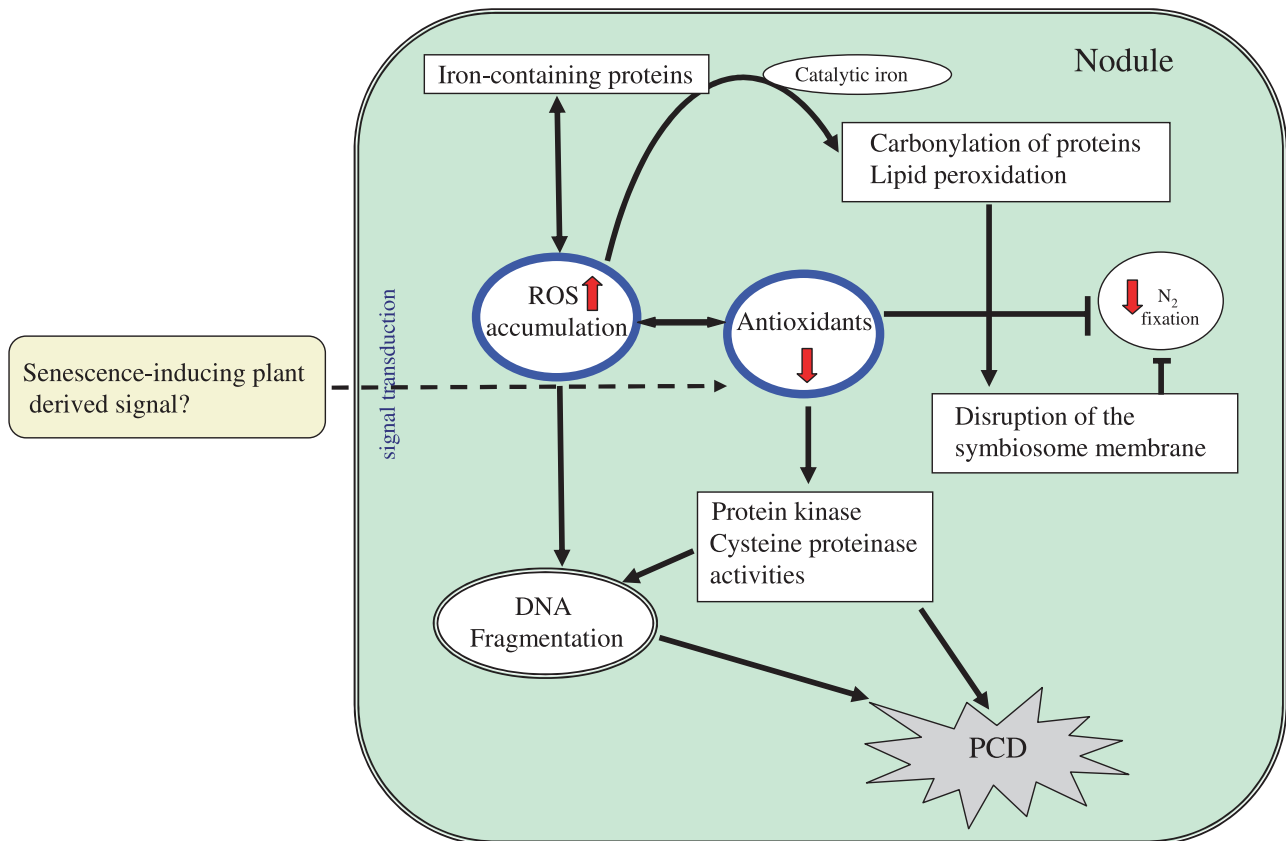 Nodule
Iron-containing proteins
Catalytic iron
Carbonylation of proteins
Lipid peroxidation
ROS
accumulation
Antioxidants
N2
fixation
signal transduction
Senescence-inducing plant
derived signal?
Disruption of the
symbiosome membrane
Protein kinase
Cysteine proteinase
activities
DNA
Fragmentation
PCD